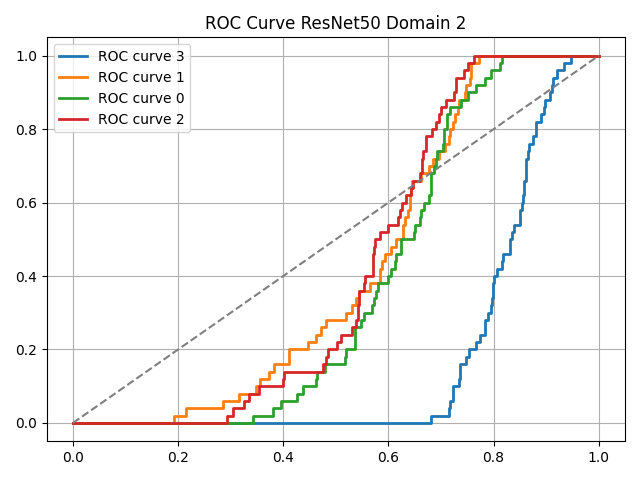 ROC Curve ResNet50 Domain 2
ROC curve 3
ROC curve 1
ROC curve 0
ROC curve 2
1.0
0.8
0.6
0.4
0.2
0.0
0.0 0.2 0.4 0.6 0.8 1.0